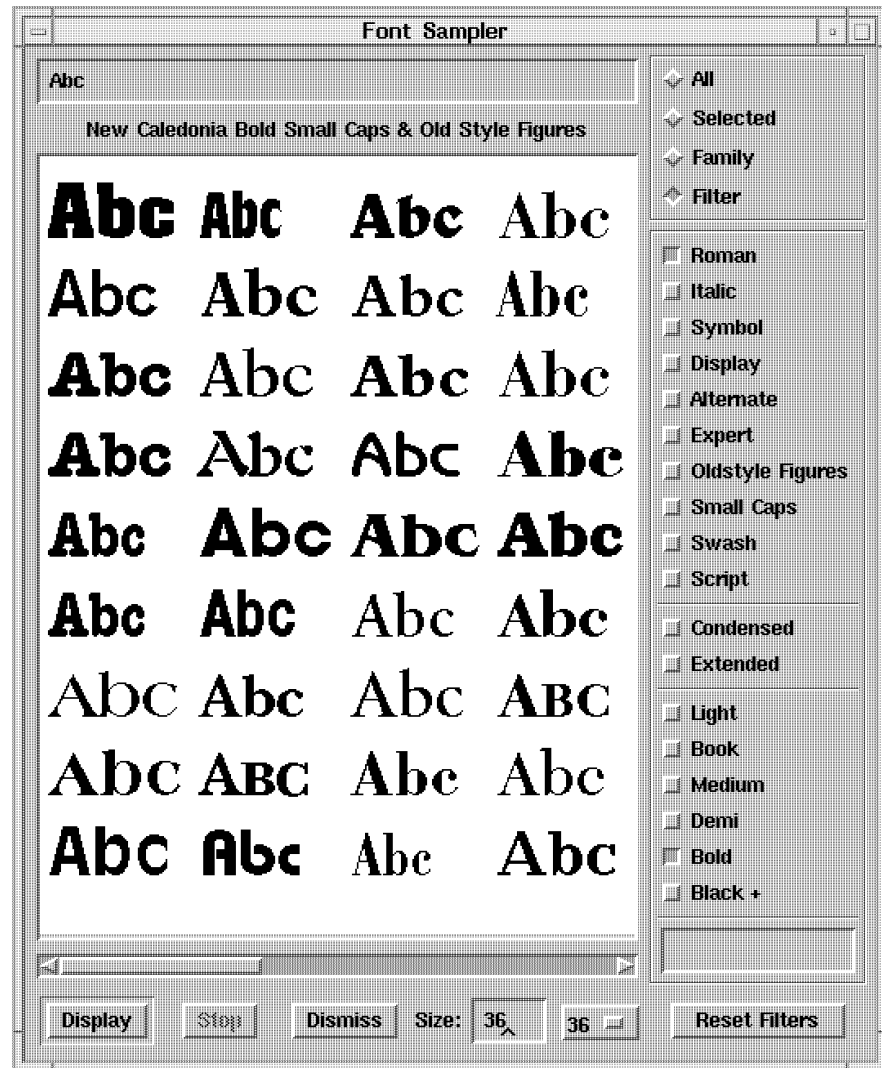 Font Sampler
Abc
New Caledonia Bold Small Caps & Old Style Figures
Abc Abc Abc Abc
Abc Abc Abc Abc
Abc Abc Abc Abc
Abc Abc Abc Abc
Abc Abc Abc Abc
Abc Abc Abc Abc
Abc Abc Abc ABC
Abc ABC Abc Abc
Abc Abc Abc Abc
All
Selected
Family
Filter
Roman
Italic
Symbol
Display
Alternate
Expert
Oldstyle Figures
Small Caps
Swash
Script
Condensed
Extended
Light
Book
Medium
Demi
Bold
Black +
Display Stop Dismiss Size: 36 36 Reset Filters